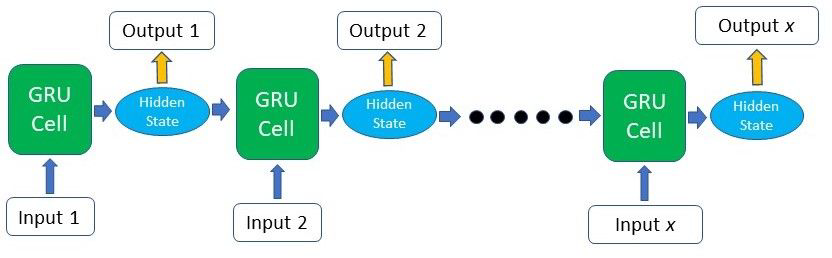 Output 1
Output 2
Output x
GRU
Cell
Hidden
State
GRU
Cell
Hidden
State
GRU
Cell
Hidden
State
Input 1
Input 2
Input x